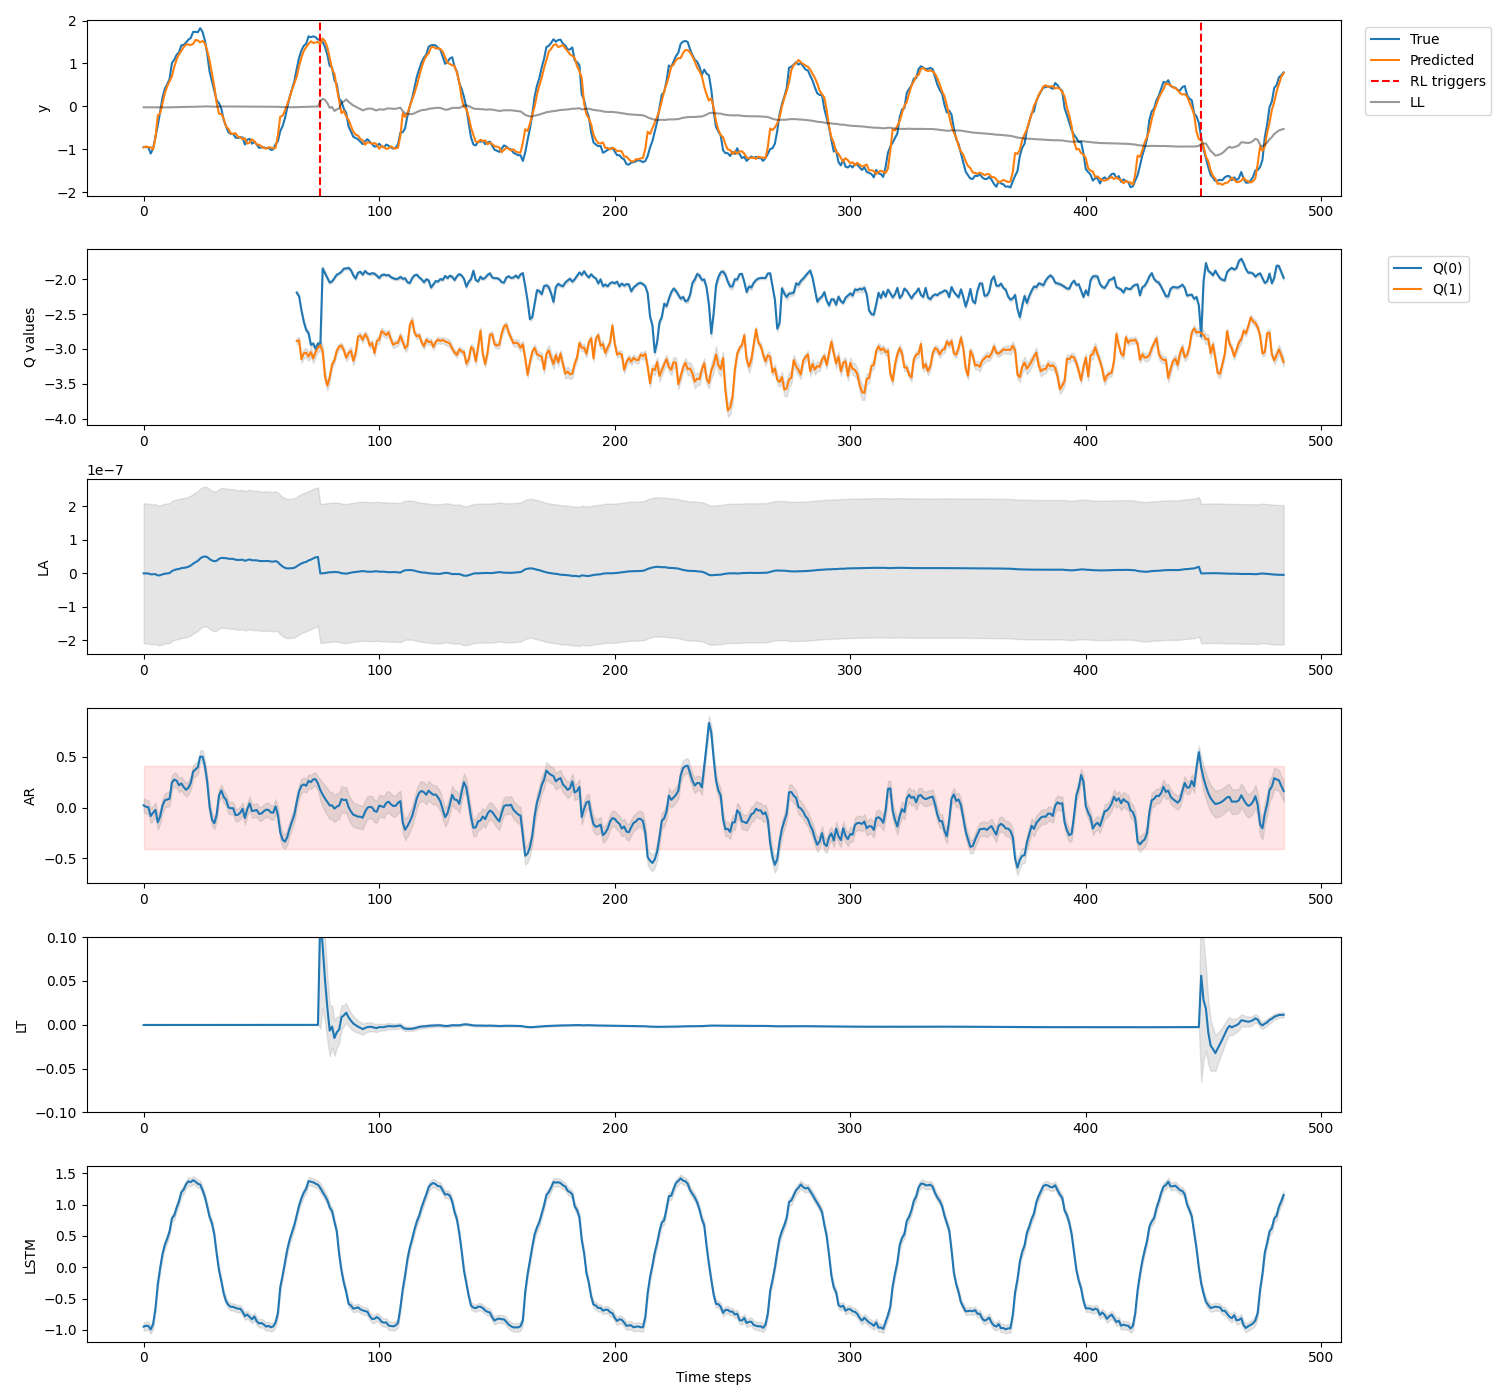 2
1
0
−1
−2
y
0 100 200 300 400 500
True
Predicted
RL triggers
LL
−2.0
−2.5
−3.0
−3.5
−4.0
Q values
0 100 200 300 400 500
Q(0)
Q(1)
1e−7
2
1
0
−1
−2
LA
0 100 200 300 400 500
0.5
0.0
−0.5
AR
0 100 200 300 400 500
0.10
0.05
0.00
−0.05
−0.10
LT
0 100 200 300 400 500
1.5
1.0
0.5
0.0
−0.5
−1.0
LSTM
0 100 200 300 400 500
Time steps